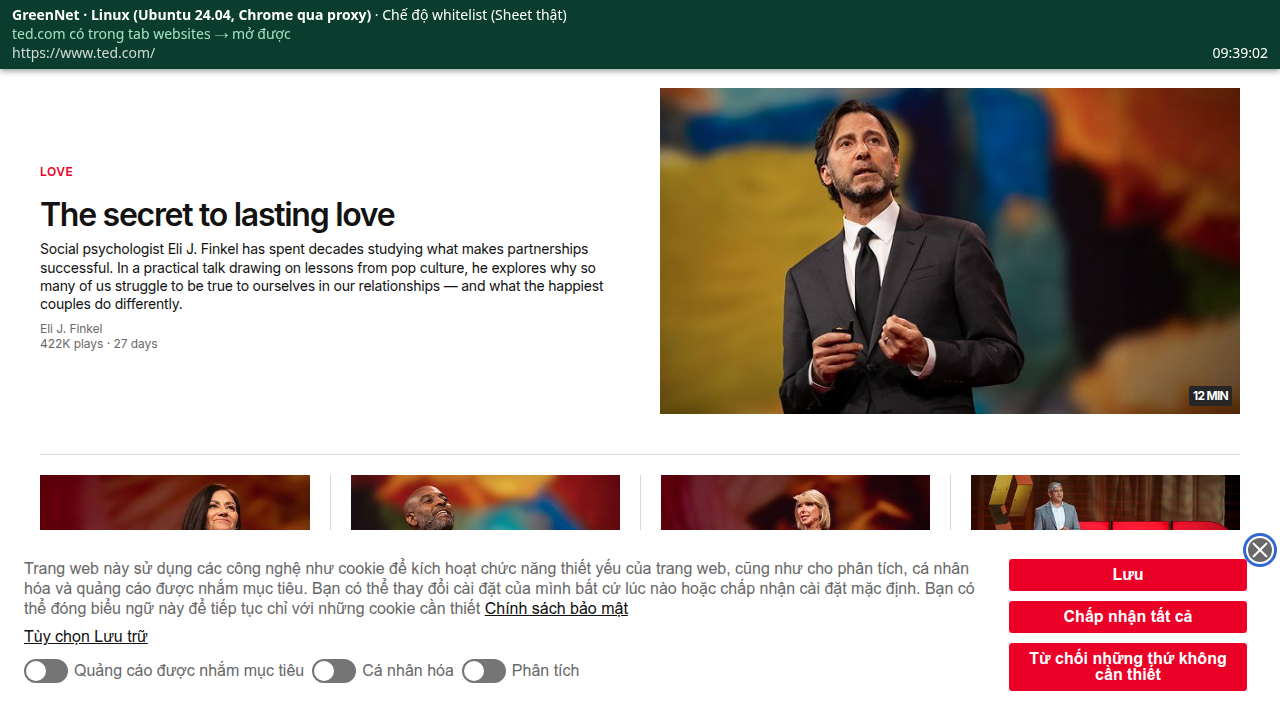 GreenNet · Linux (Ubuntu 24.04, Chrome qua proxy) · Chế độ whitelist (Sheet thật)
ted.com có trong tab websites → mở được
https://www.ted.com/
09:39:02
LOVE
The secret to lasting love
Social psychologist Eli J. Finkel has spent decades studying what makes partnerships
successful. In a practical talk drawing on lessons from pop culture, he explores why so
many of us struggle to be true to ourselves in our relationships — and what the happiest
couples do differently.
Eli J. Finkel
422K plays · 27 days
12 MIN
Trang web này sử dụng các công nghệ như cookie để kích hoạt chức năng thiết yếu của trang web, cũng như cho phân tích, cá nhân
hóa và quảng cáo được nhắm mục tiêu. Bạn có thể thay đổi cài đặt của mình bất cứ lúc nào hoặc chấp nhận cài đặt mặc định. Bạn có
thể đóng biểu ngữ này để tiếp tục chỉ với những cookie cần thiết Chính sách bảo mật
Tùy chọn Lưu trữ
Quảng cáo được nhắm mục tiêu Cá nhân hóa Phân tích
Lưu
Chấp nhận tất cả
Từ chối những thứ không
cần thiết